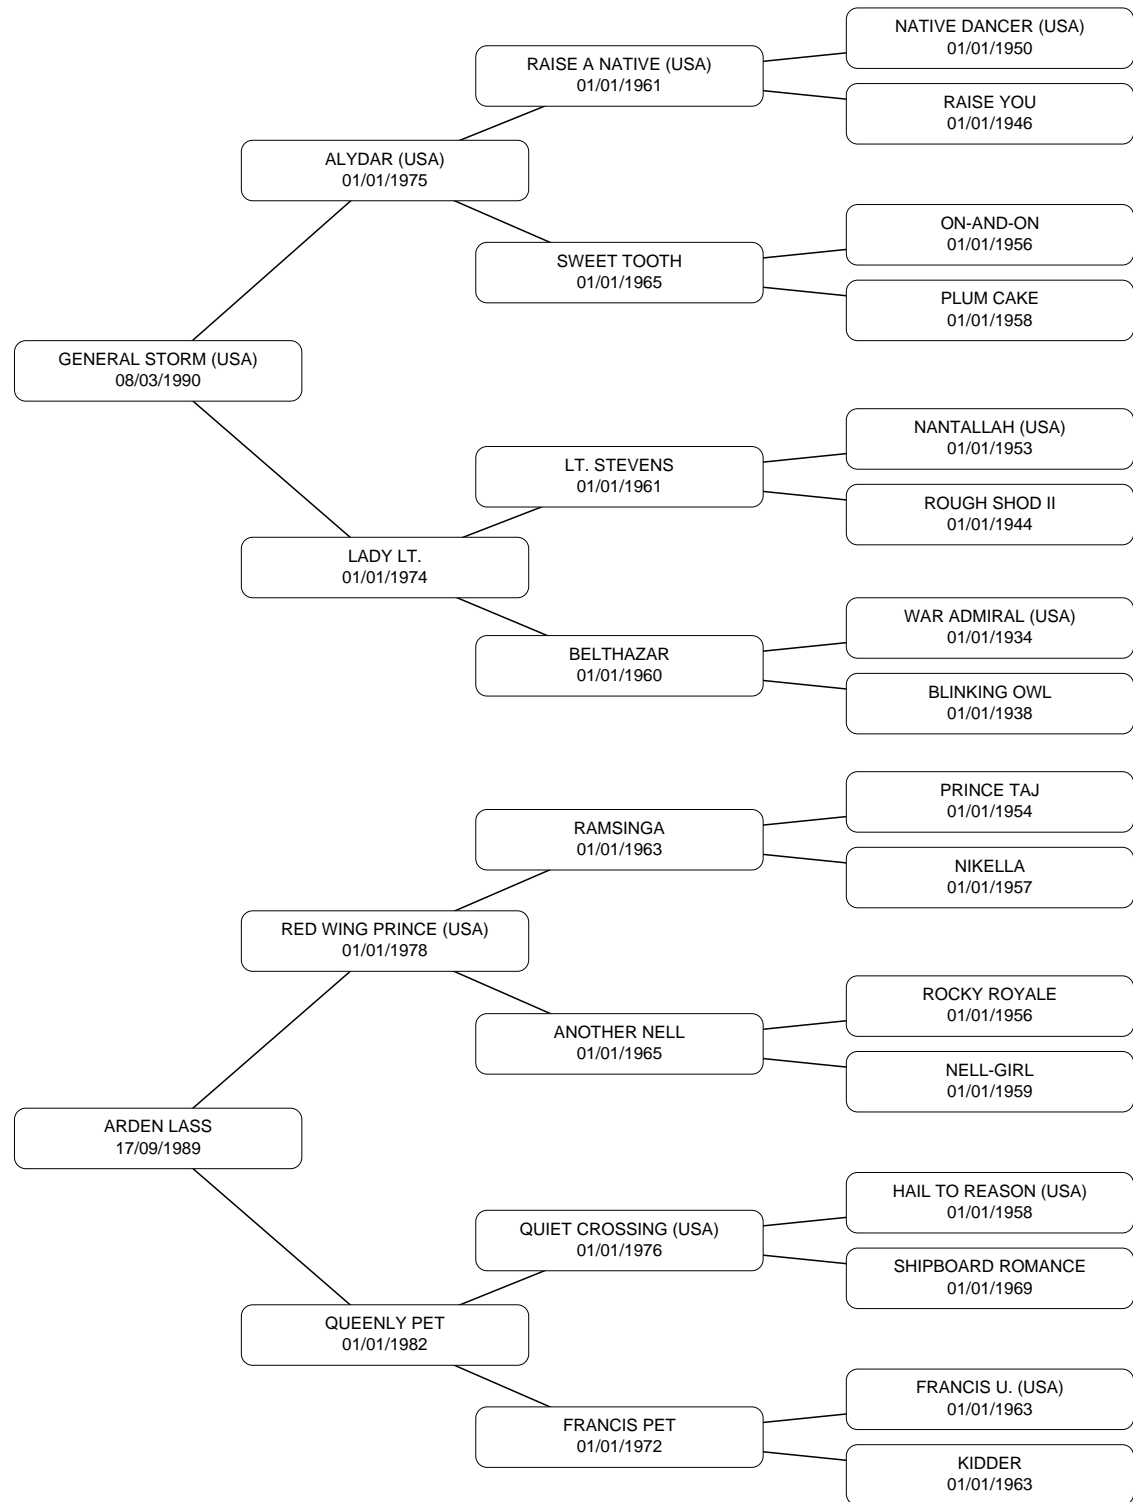 NATIVE DANCER (USA)
01/01/1950
RAISE A NATIVE (USA)
01/01/1961
RAISE YOU
01/01/1946
ALYDAR (USA)
01/01/1975
ON-AND-ON
01/01/1956
SWEET TOOTH
01/01/1965
PLUM CAKE
01/01/1958
GENERAL STORM (USA)
08/03/1990
NANTALLAH (USA)
01/01/1953
LT. STEVENS
01/01/1961
ROUGH SHOD II
01/01/1944
LADY LT.
01/01/1974
WAR ADMIRAL (USA)
01/01/1934
BELTHAZAR
01/01/1960
BLINKING OWL
01/01/1938
PRINCE TAJ
01/01/1954
RAMSINGA
01/01/1963
NIKELLA
01/01/1957
RED WING PRINCE (USA)
01/01/1978
ROCKY ROYALE
01/01/1956
ANOTHER NELL
01/01/1965
NELL-GIRL
01/01/1959
ARDEN LASS
17/09/1989
HAIL TO REASON (USA)
01/01/1958
QUIET CROSSING (USA)
01/01/1976
SHIPBOARD ROMANCE
01/01/1969
QUEENLY PET
01/01/1982
FRANCIS U. (USA)
01/01/1963
FRANCIS PET
01/01/1972
KIDDER
01/01/1963